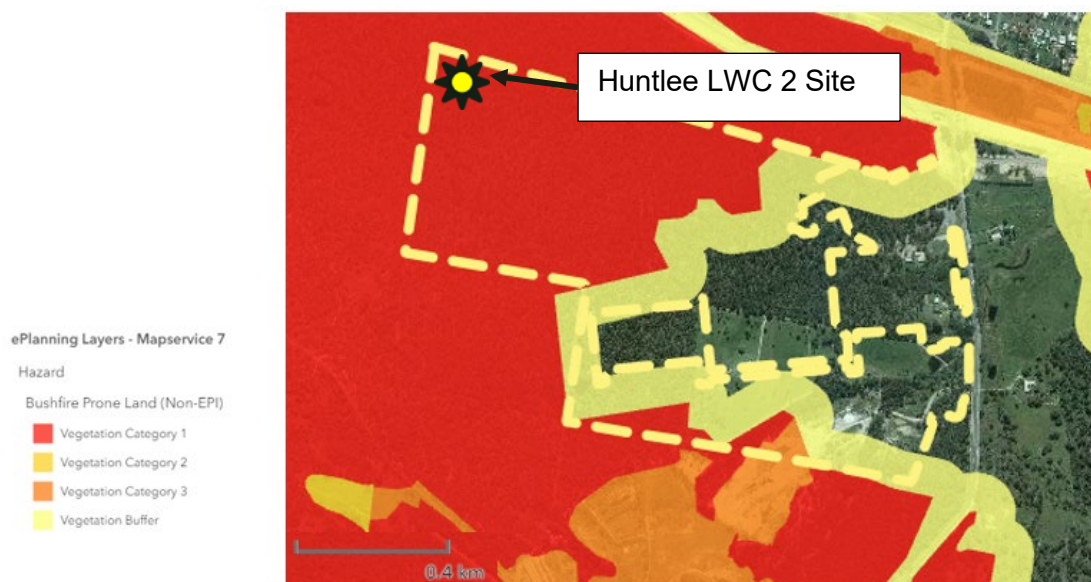 Huntlee LWC 2 Site
ePlanning Layers - Mapservice 7
Hazard
Bushfire Prone Land (Non-EPI)
Vegetation Category 1
Vegetation Category 2
Vegetation Category 3
Vegetation Buffer
0.4 km